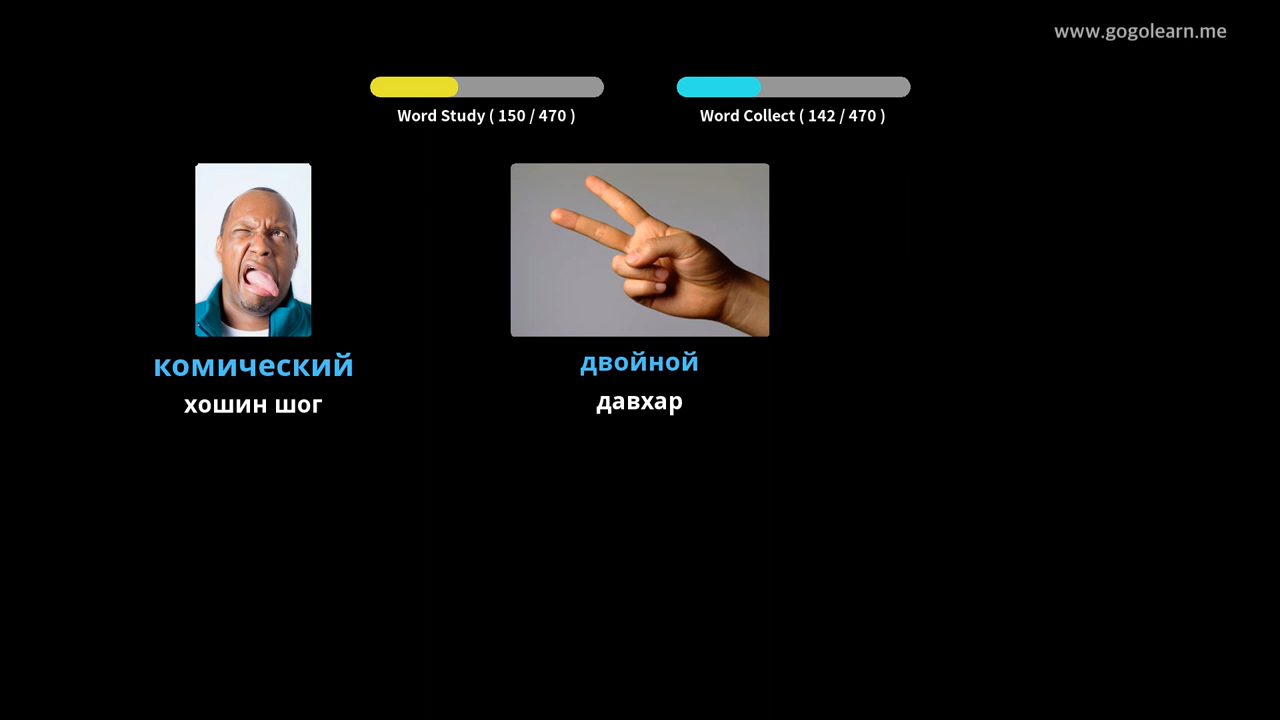 www.gogolearn.me
Word Study ( 150 / 470 )
Word Collect ( 142 / 470 )
комический
хошин шог
двойной
давхар